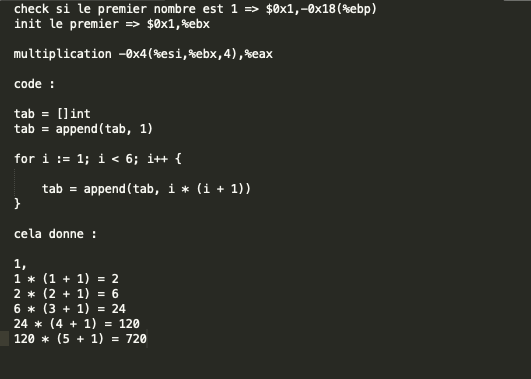 check si le premier nombre est 1 => $0x1,-0x18(%ebp)
init le premier => $0x1,%ebx
multiplication -0x4(%esi,%ebx,4),%eax
code :
tab = []int
tab = append(tab, 1)
for i := 1; i < 6; i++ {
tab = append(tab, i * (i + 1))
}
cela donne :
1,
1 * (1 + 1) = 2
2 * (2 + 1) = 6
6 * (3 + 1) = 24
24 * (4 + 1) = 120
120 * (5 + 1) = 720